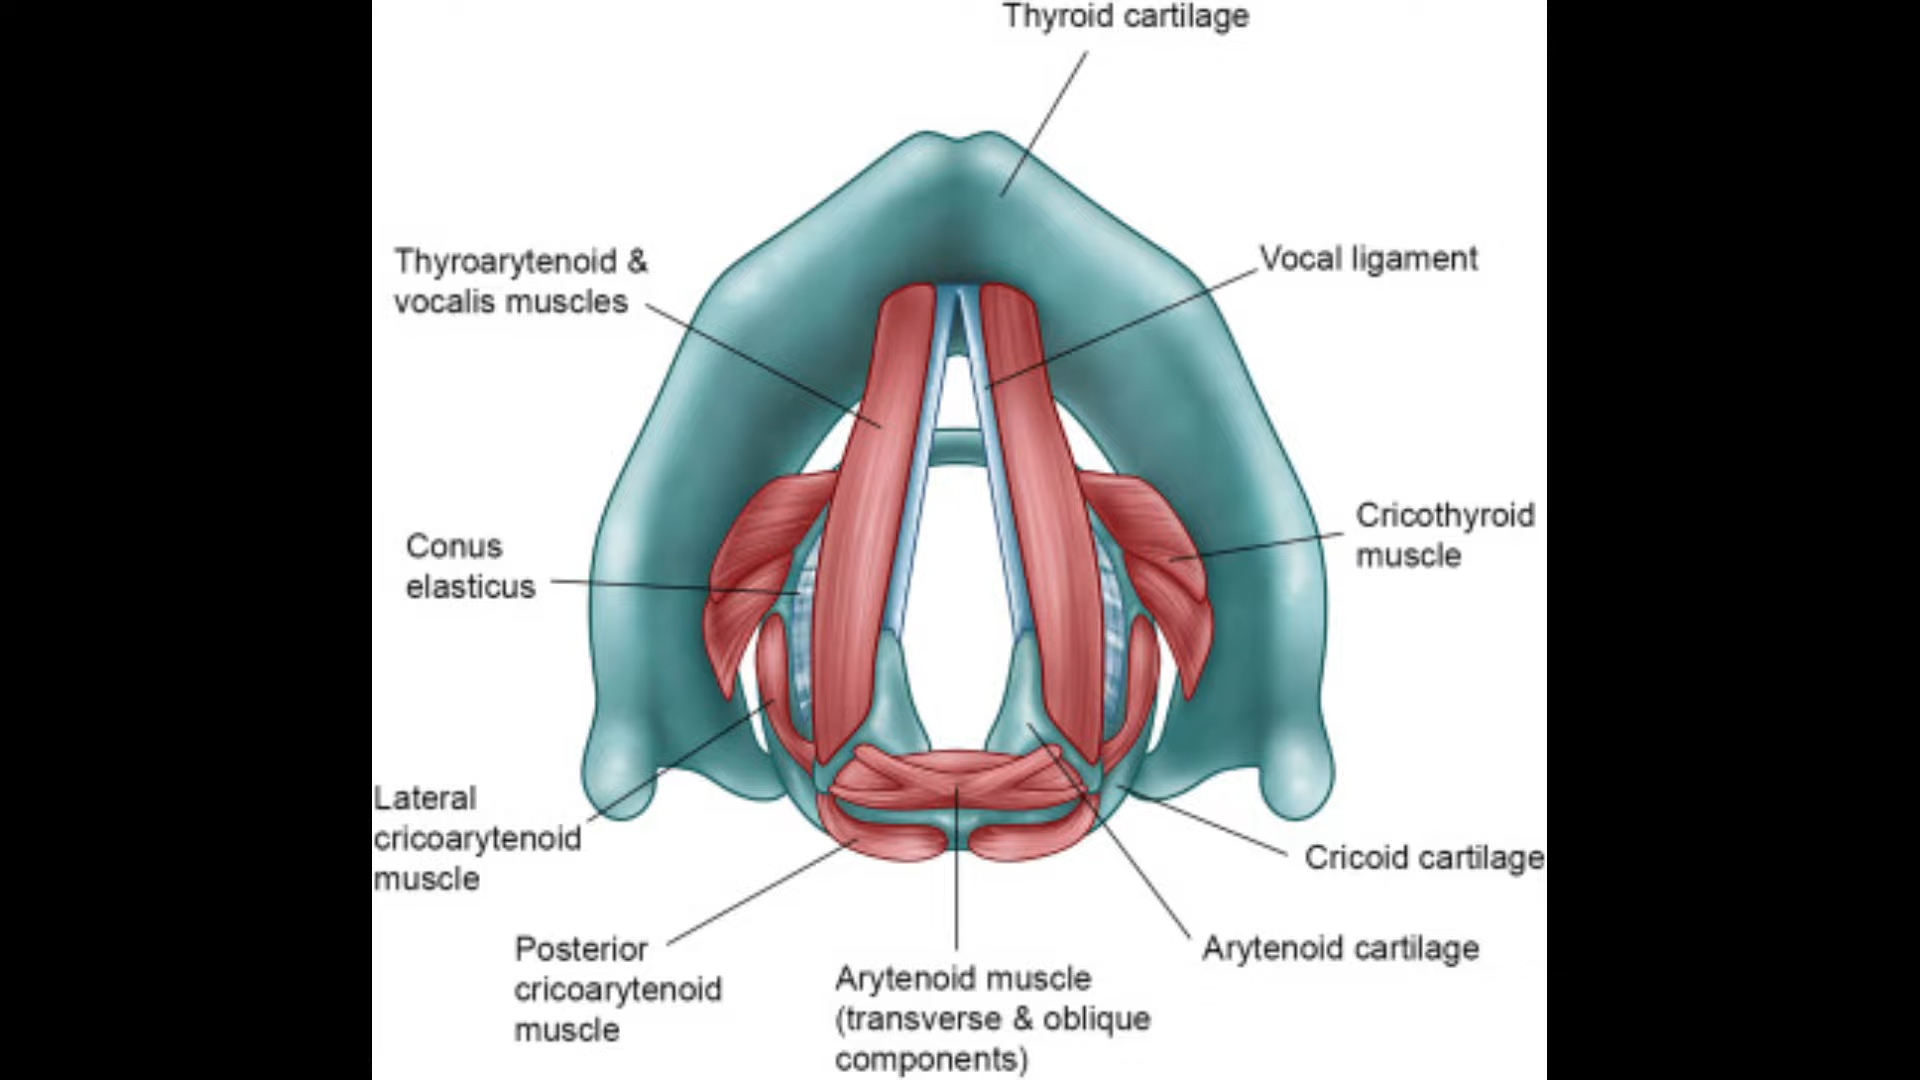 Thyroid cartilage
Thyroarytenoid &
vocalis muscles
Vocal ligament
Cricothyroid
muscle
Conus
elasticus
Lateral
cricoarytenoid
muscle
Cricoid cartilage
Posterior
cricoarytenoid
muscle
Arytenoid muscle
(transverse & oblique
components)
Arytenoid cartilage